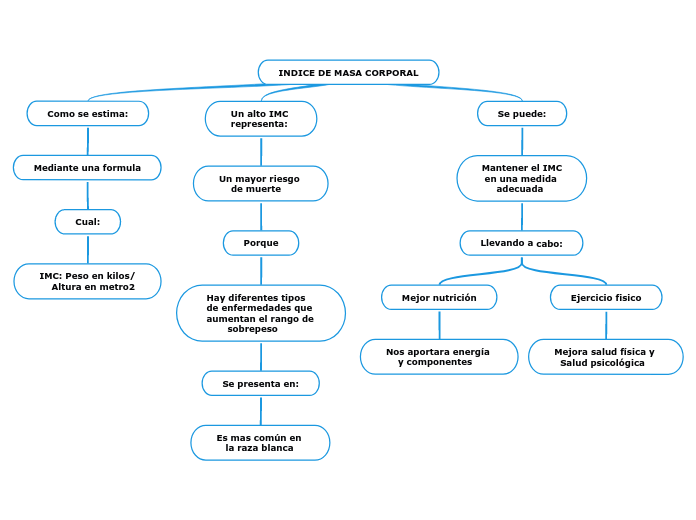 INDICE DE MASA CORPORAL
Como se estima:
Mediante una formula
Cual:
IMC: Peso en kilos/
Altura en metro2
Un alto IMC
representa:
Un mayor riesgo
de muerte
Porque
Hay diferentes tipos
de enfermedades que
aumentan el rango de
sobrepeso
Se presenta en:
Es mas común en
la raza blanca
Se puede:
Mantener el IMC
en una medida
adecuada
Llevando a cabo:
Mejor nutrición
Nos aportara energía
y componentes
Ejercicio fisico
Mejora salud física y
Salud psicológica